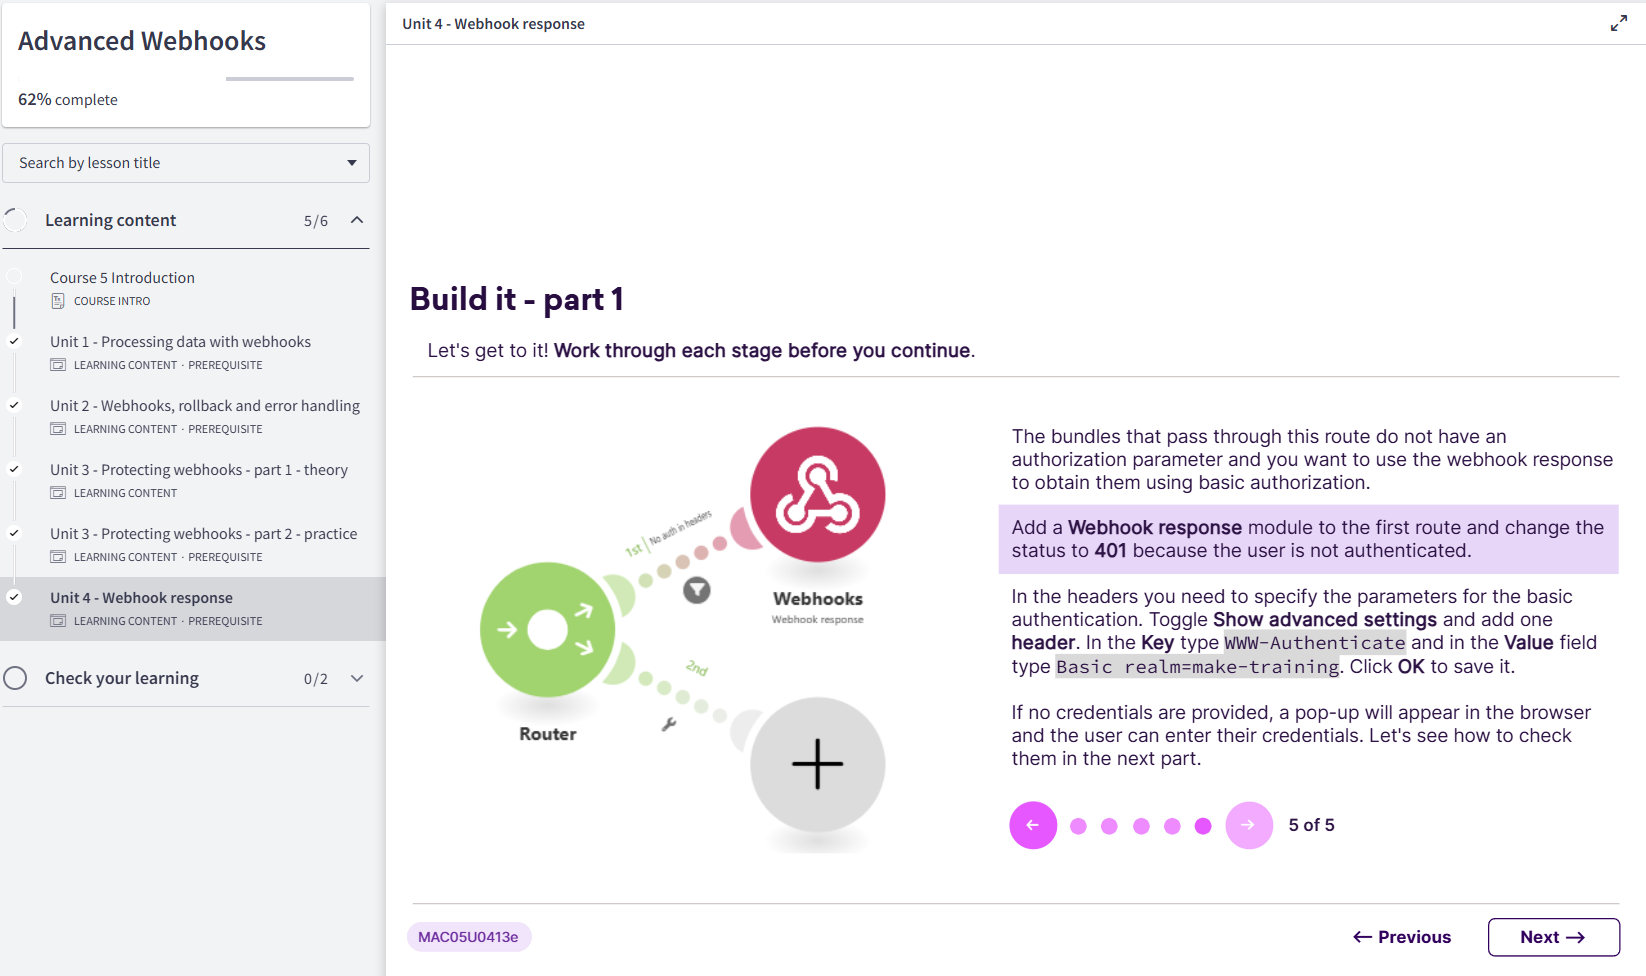 Advanced Webhooks
62% complete
Search by lesson title
Learning content 5/6
Course 5 Introduction
COURSE INTRO
Unit 1 - Processing data with webhooks
LEARNING CONTENT · PREREQUISITE
Unit 2 - Webhooks, rollback and error handling
LEARNING CONTENT · PREREQUISITE
Unit 3 - Protecting webhooks - part 1 - theory
LEARNING CONTENT
Unit 3 - Protecting webhooks - part 2 - practice
LEARNING CONTENT · PREREQUISITE
Unit 4 - Webhook response
LEARNING CONTENT · PREREQUISITE
Check your learning 0/2
Unit 4 - Webhook response
Build it - part 1
Let's get to it! Work through each stage before you continue.
1st | No auth in headers
Webhooks
Webhook response
2nd
Router
The bundles that pass through this route do not have an
authorization parameter and you want to use the webhook response
to obtain them using basic authorization.
Add a Webhook response module to the first route and change the
status to 401 because the user is not authenticated.
In the headers you need to specify the parameters for the basic
authentication. Toggle Show advanced settings and add one
header. In the Key type WWW-Authenticate and in the Value field
type Basic realm=make-training. Click OK to save it.
If no credentials are provided, a pop-up will appear in the browser
and the user can enter their credentials. Let's see how to check
them in the next part.
5 of 5
MAC05U0413e
← Previous
Next →